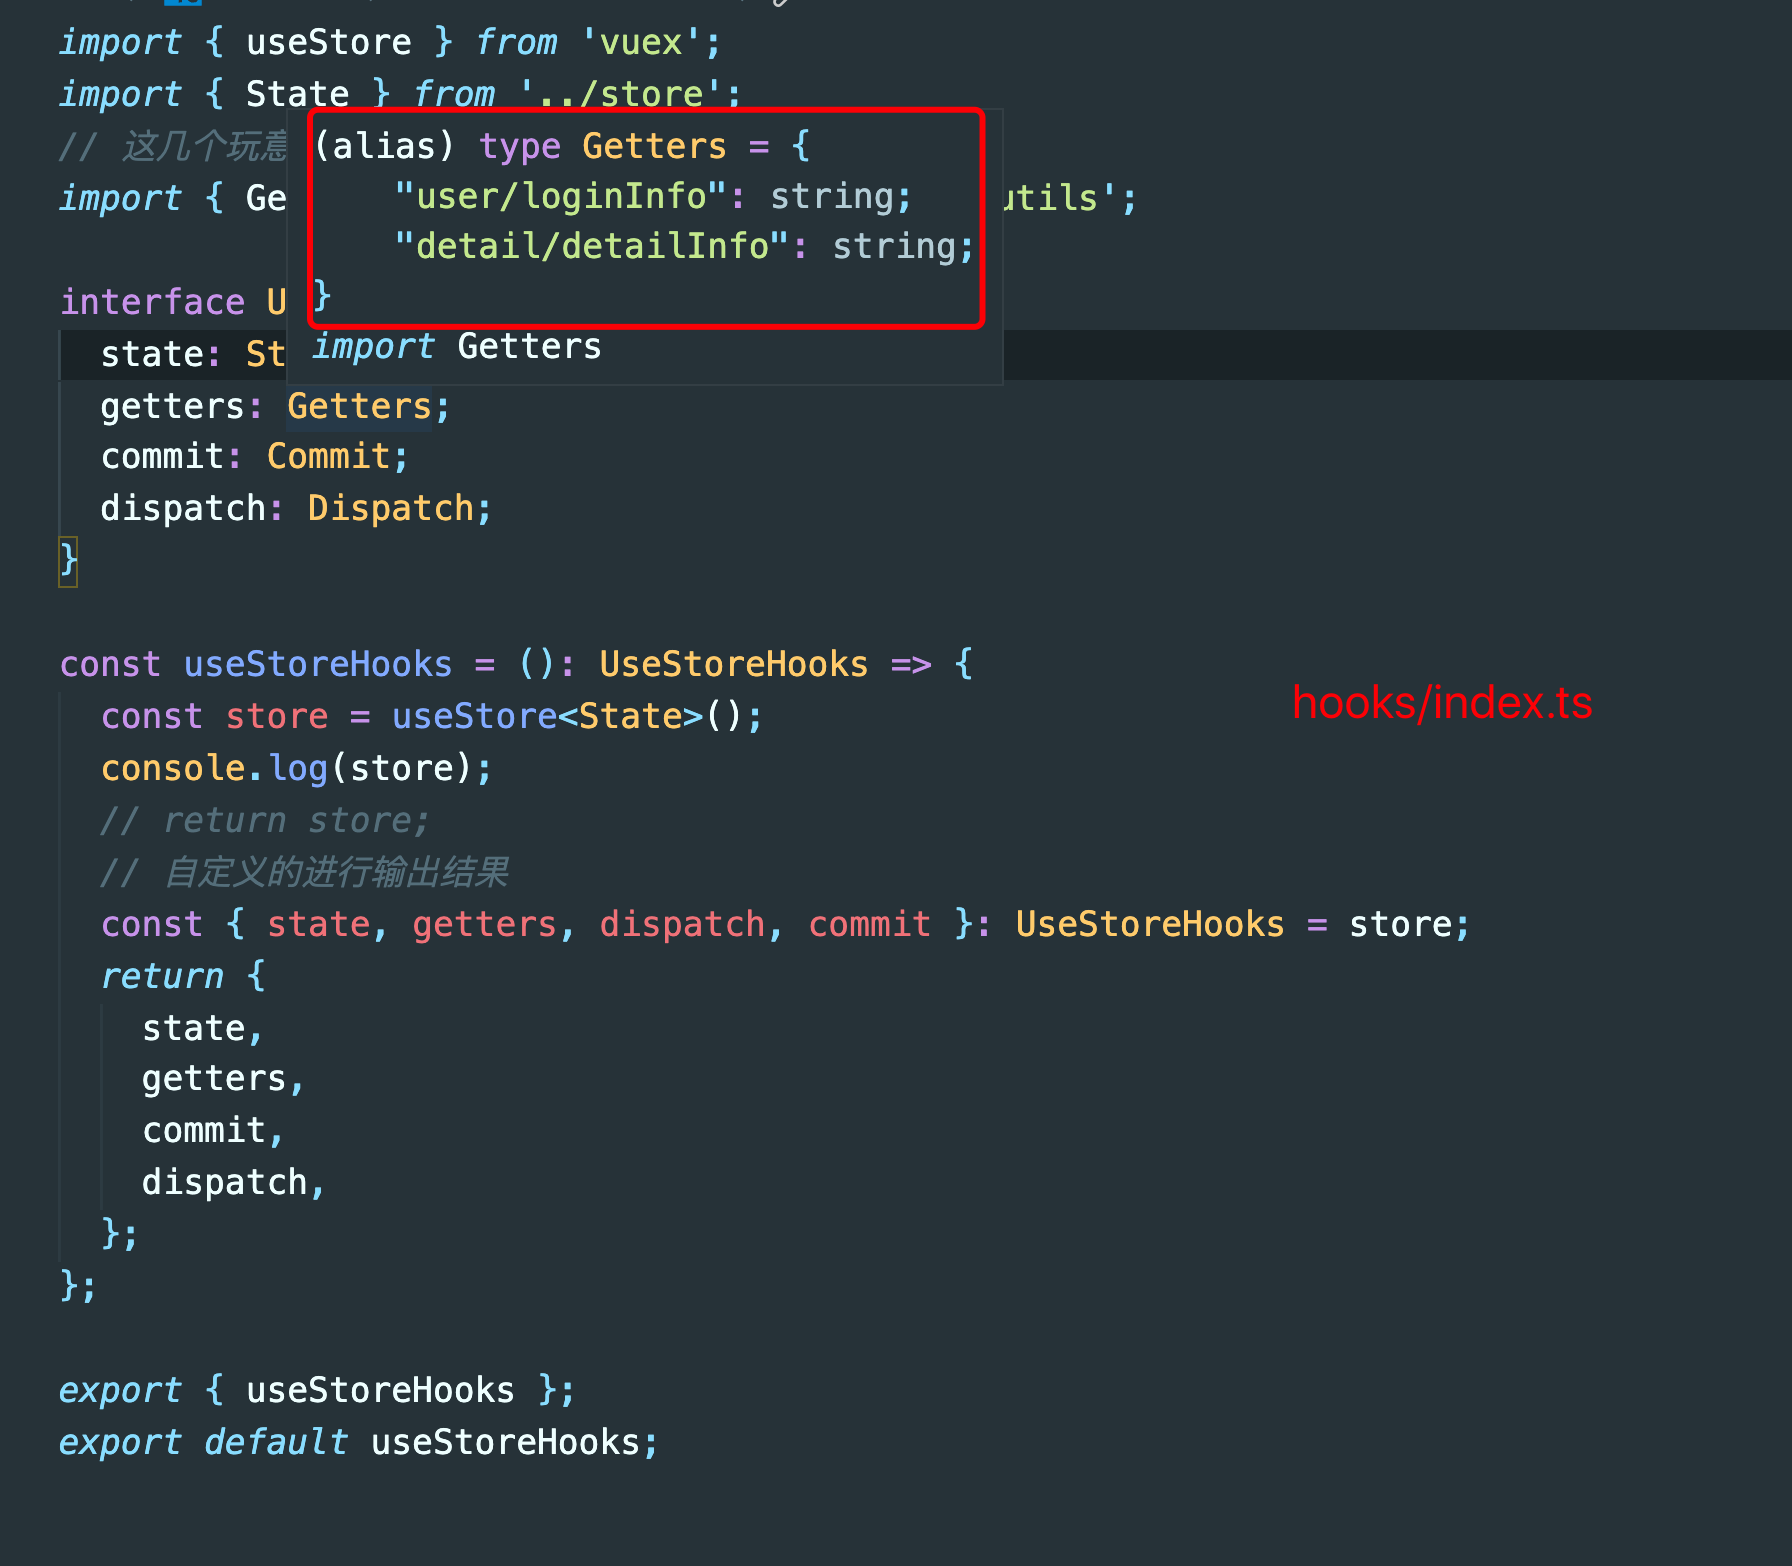 import { useStore } from 'vuex';
import { State } from '../store';
// 这几个玩意
(alias) type Getters = {
"user/loginInfo": string;
"detail/detailInfo": string;
}
import Getters
import { Ge utils';
interface U
state: St
getters: Getters;
commit: Commit;
dispatch: Dispatch;
}
const useStoreHooks = (): UseStoreHooks => {
hooks/index.ts
const store = useStore<State>();
console.log(store);
// return store;
// 自定义的进行输出结果
const { state, getters, dispatch, commit }: UseStoreHooks = store;
return {
state,
getters,
commit,
dispatch,
};
};
export { useStoreHooks };
export default useStoreHooks;